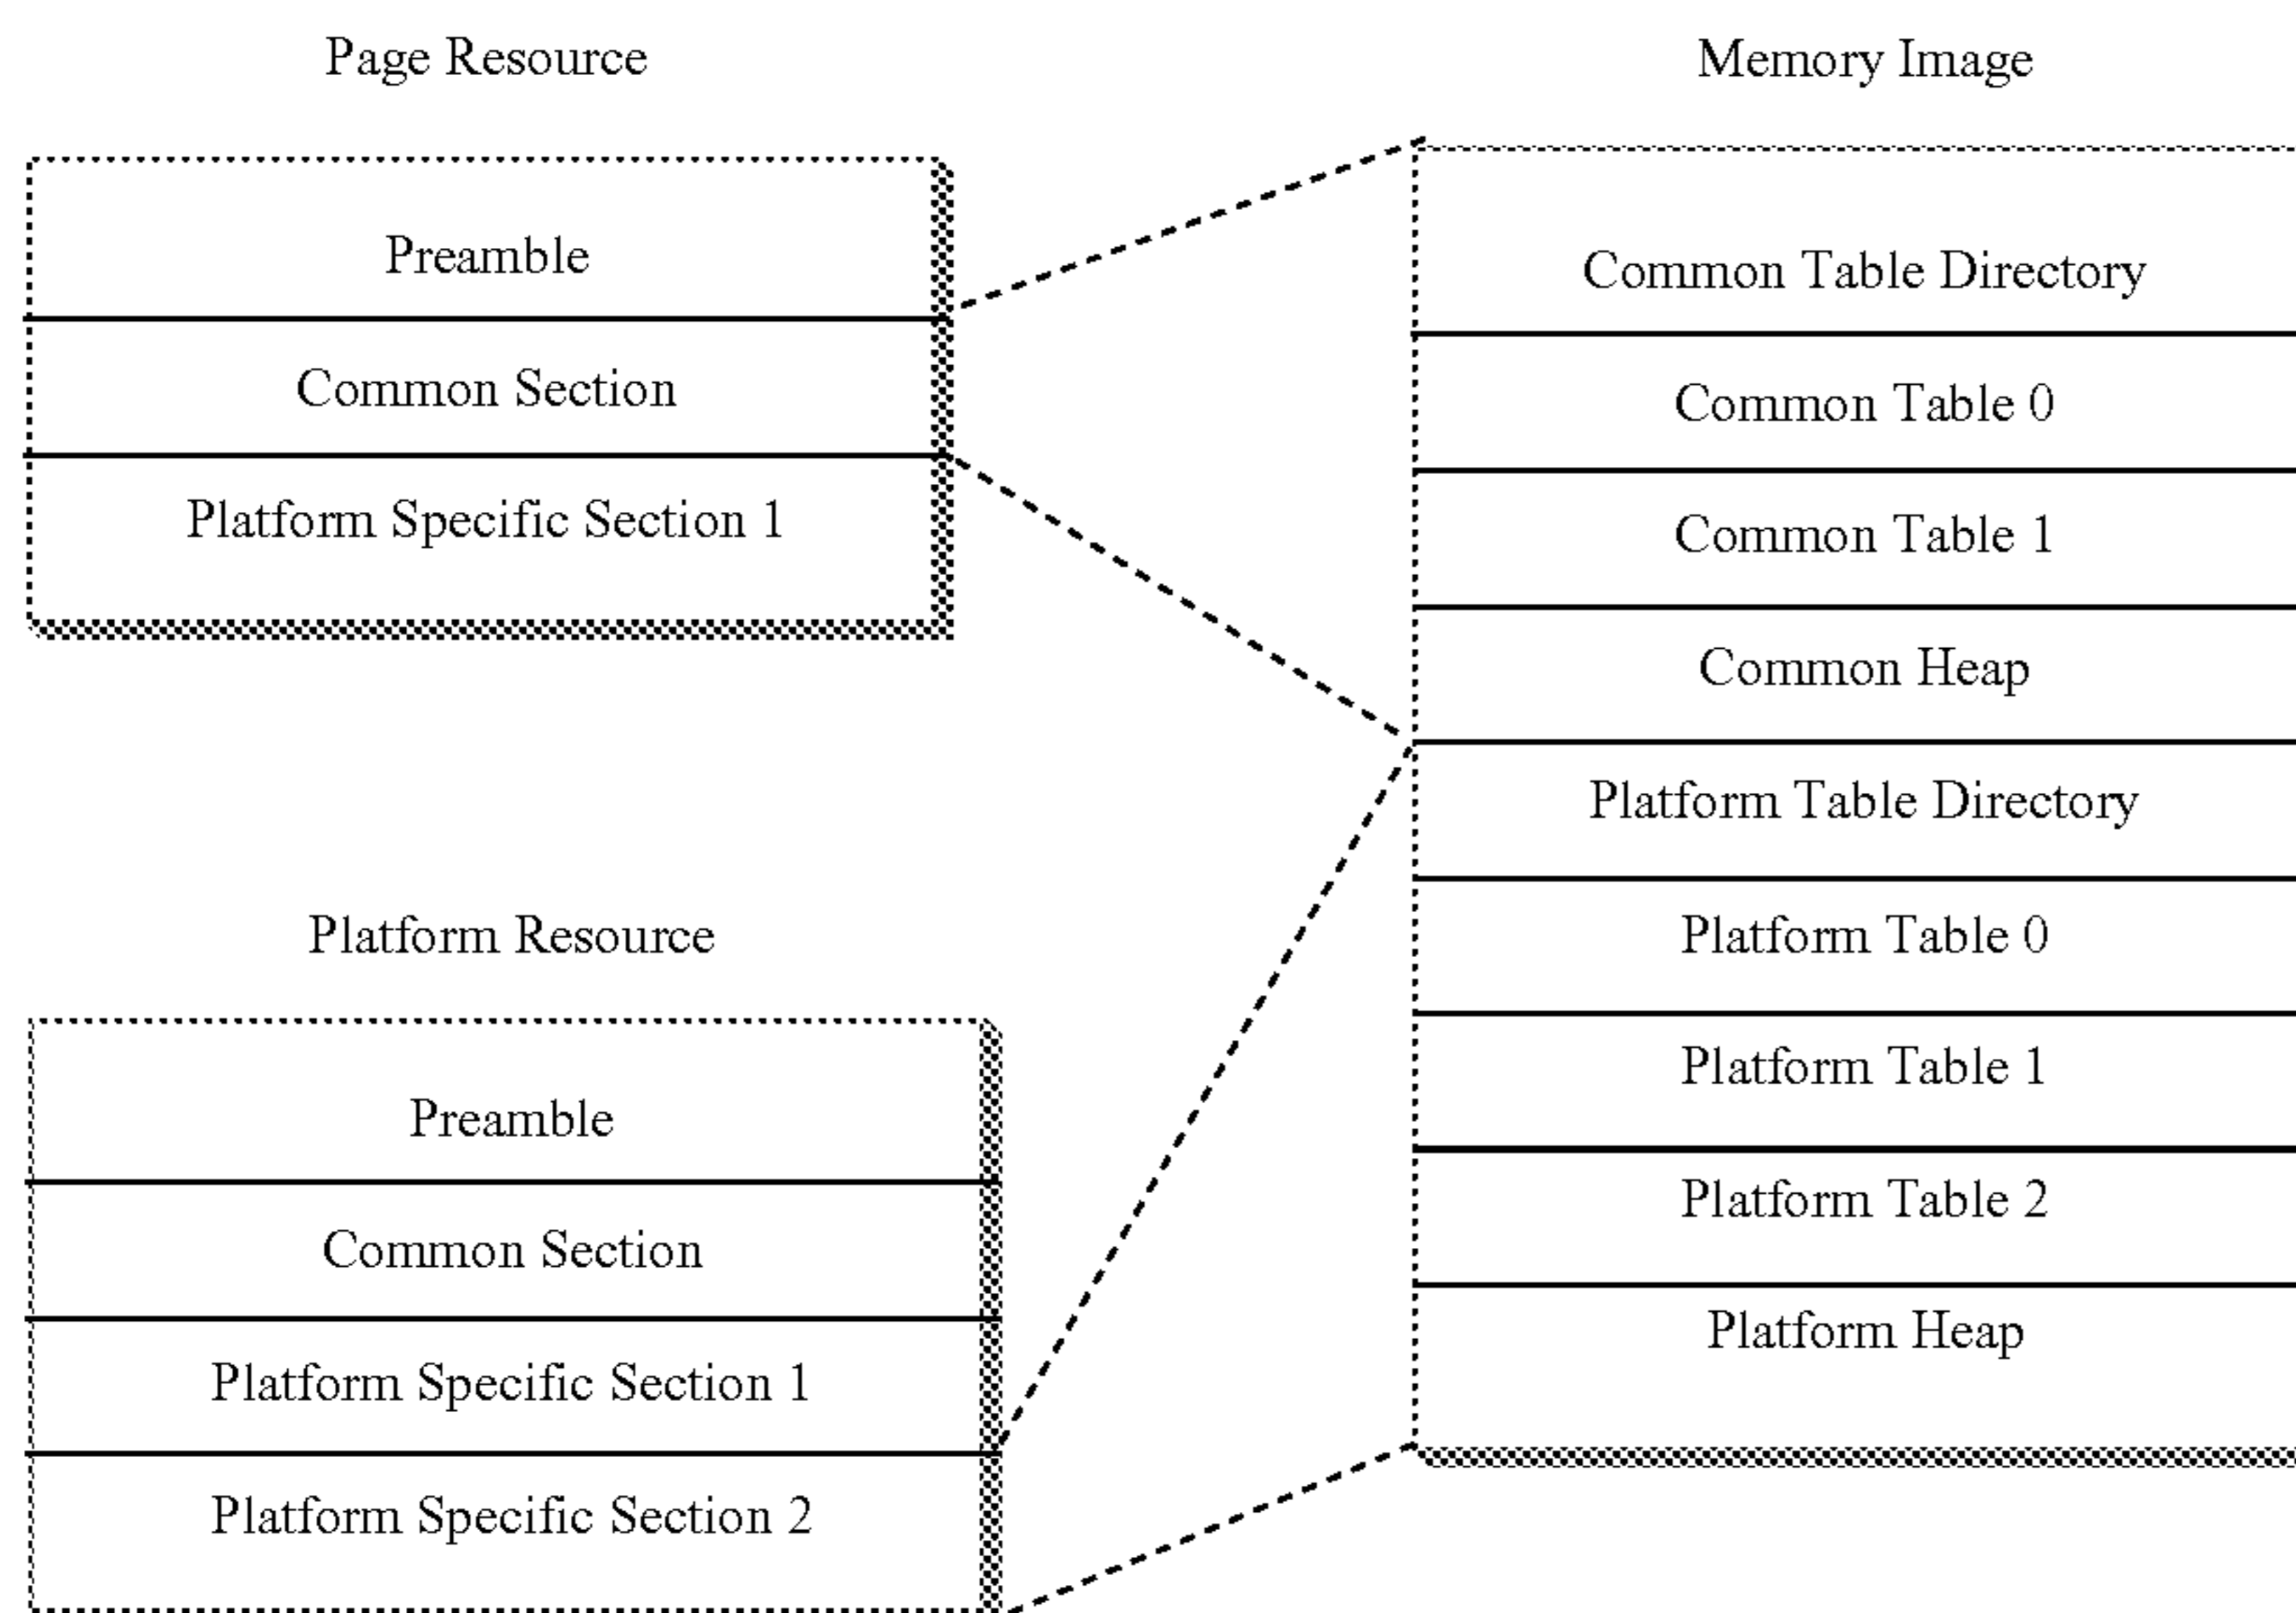 Page Resource
Preamble
Common Section
Platform Specific Section 1
Platform Resource
Preamble
Common Section
Platform Specific Section 1
Platform Specific Section 2
Memory Image
Common Table Directory
Common Table 0
Common Table 1
Common Heap
Platform Table Directory
Platform Table 0
Platform Table 1
Platform Table 2
Platform Heap